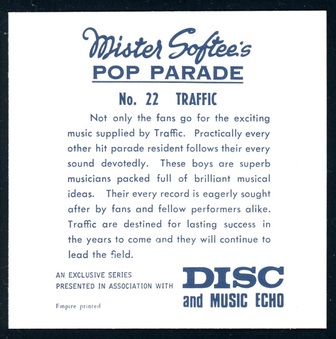 Mister Softee's
POP PARADE
No. 22 TRAFFIC
Not only the fans go for the exciting
music supplied by Traffic. Practically every
other hit parade resident follows their every
sound devotedly. These boys are superb
musicians packed full of brilliant musical
ideas. Their every record is eagerly sought
after by fans and fellow performers alike.
Traffic are destined for lasting success in
the years to come and they will continue to
lead the field.
AN EXCLUSIVE SERIES
PRESENTED IN ASSOCIATION WITH
DISC
and MUSIC ECHO
Empire printed